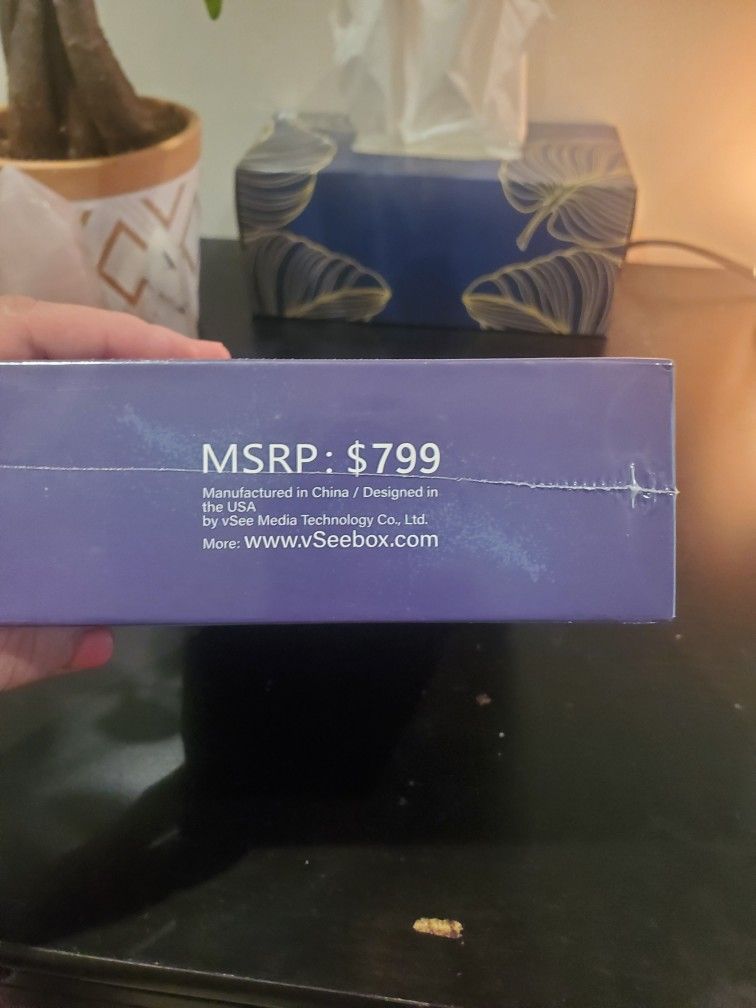 MSRP: $799
Manufactured in China / Designed in
the USA
by vSee Media Technology Co., Ltd.
More: www.vSeebox.com